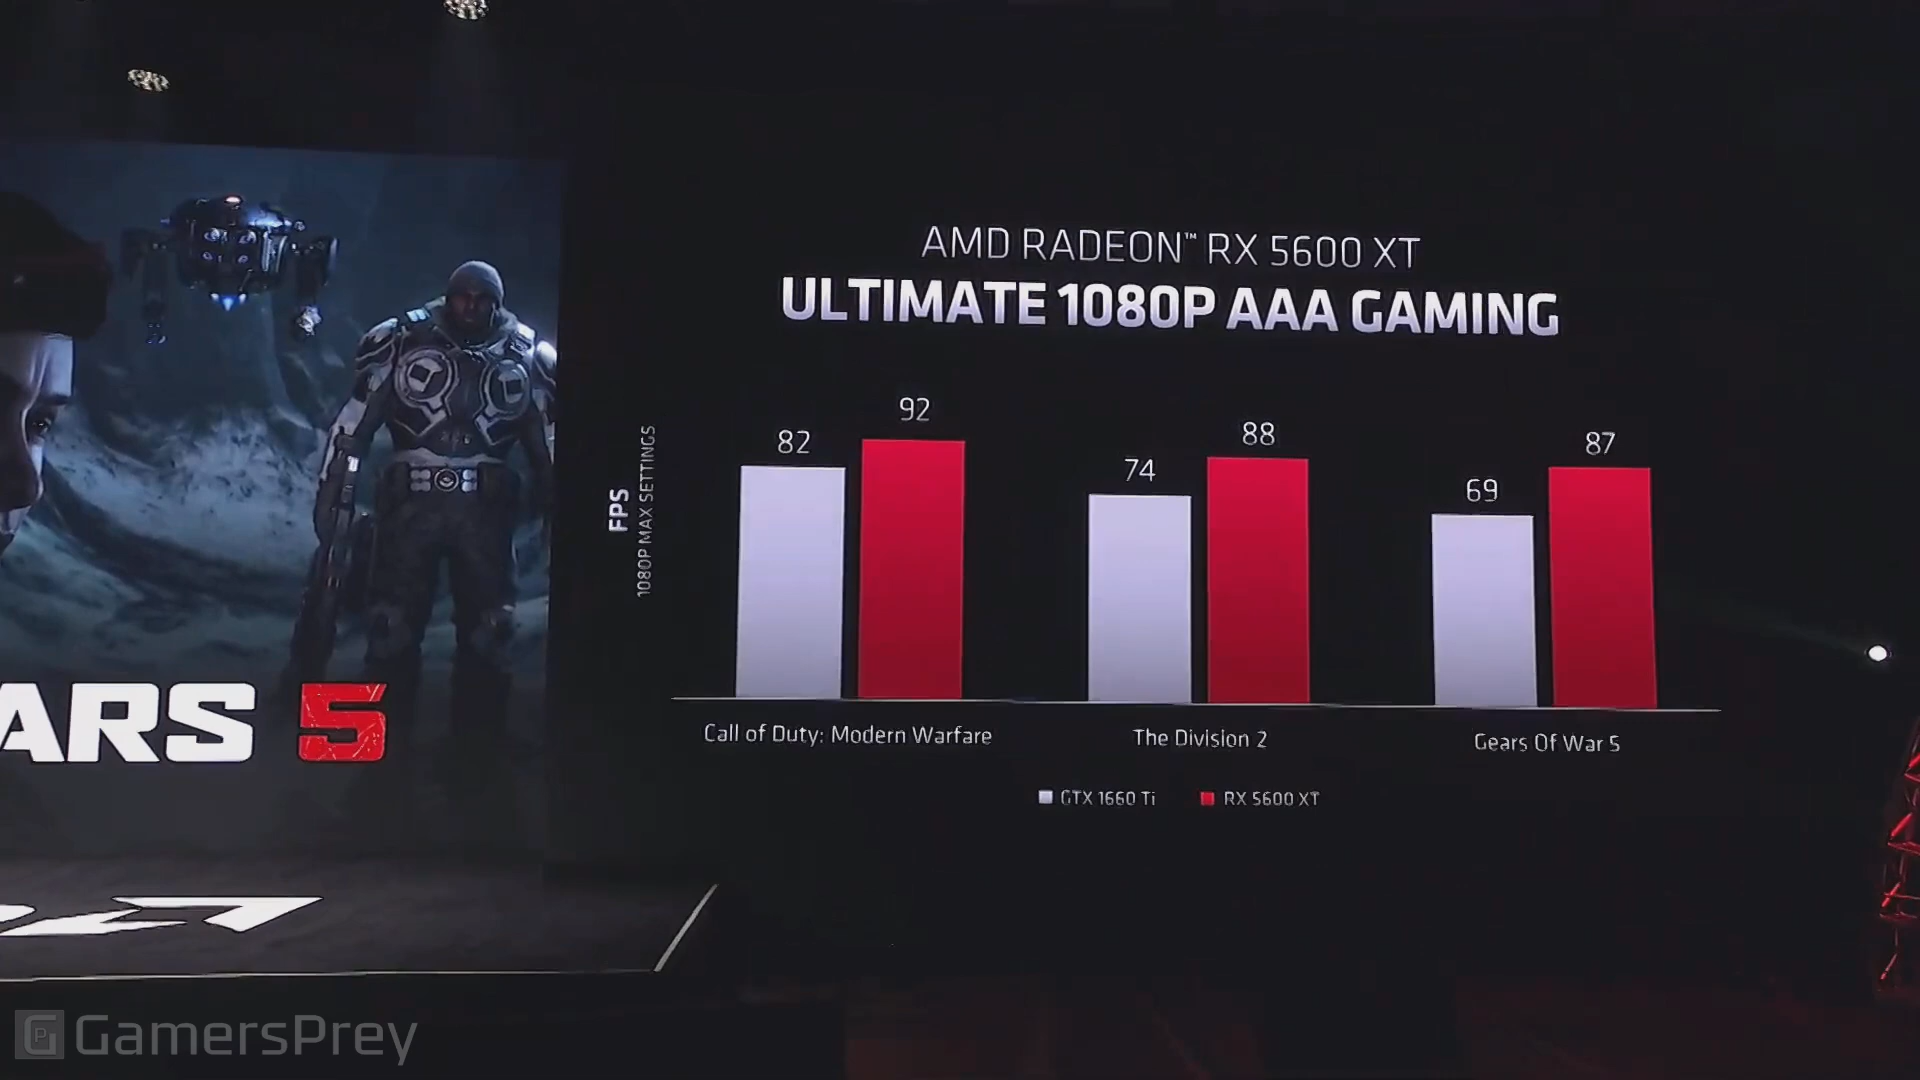 AMD RADEON™ RX 5600 XT
ULTIMATE 1080P AAA GAMING
FPS
1080P MAX SETTINGS
82
92
74
88
69
87
Call of Duty: Modern Warfare
The Division 2
Gears Of War 5
GTX 1660 Ti
RX 5600 XT
ARS 5
GamersPrey